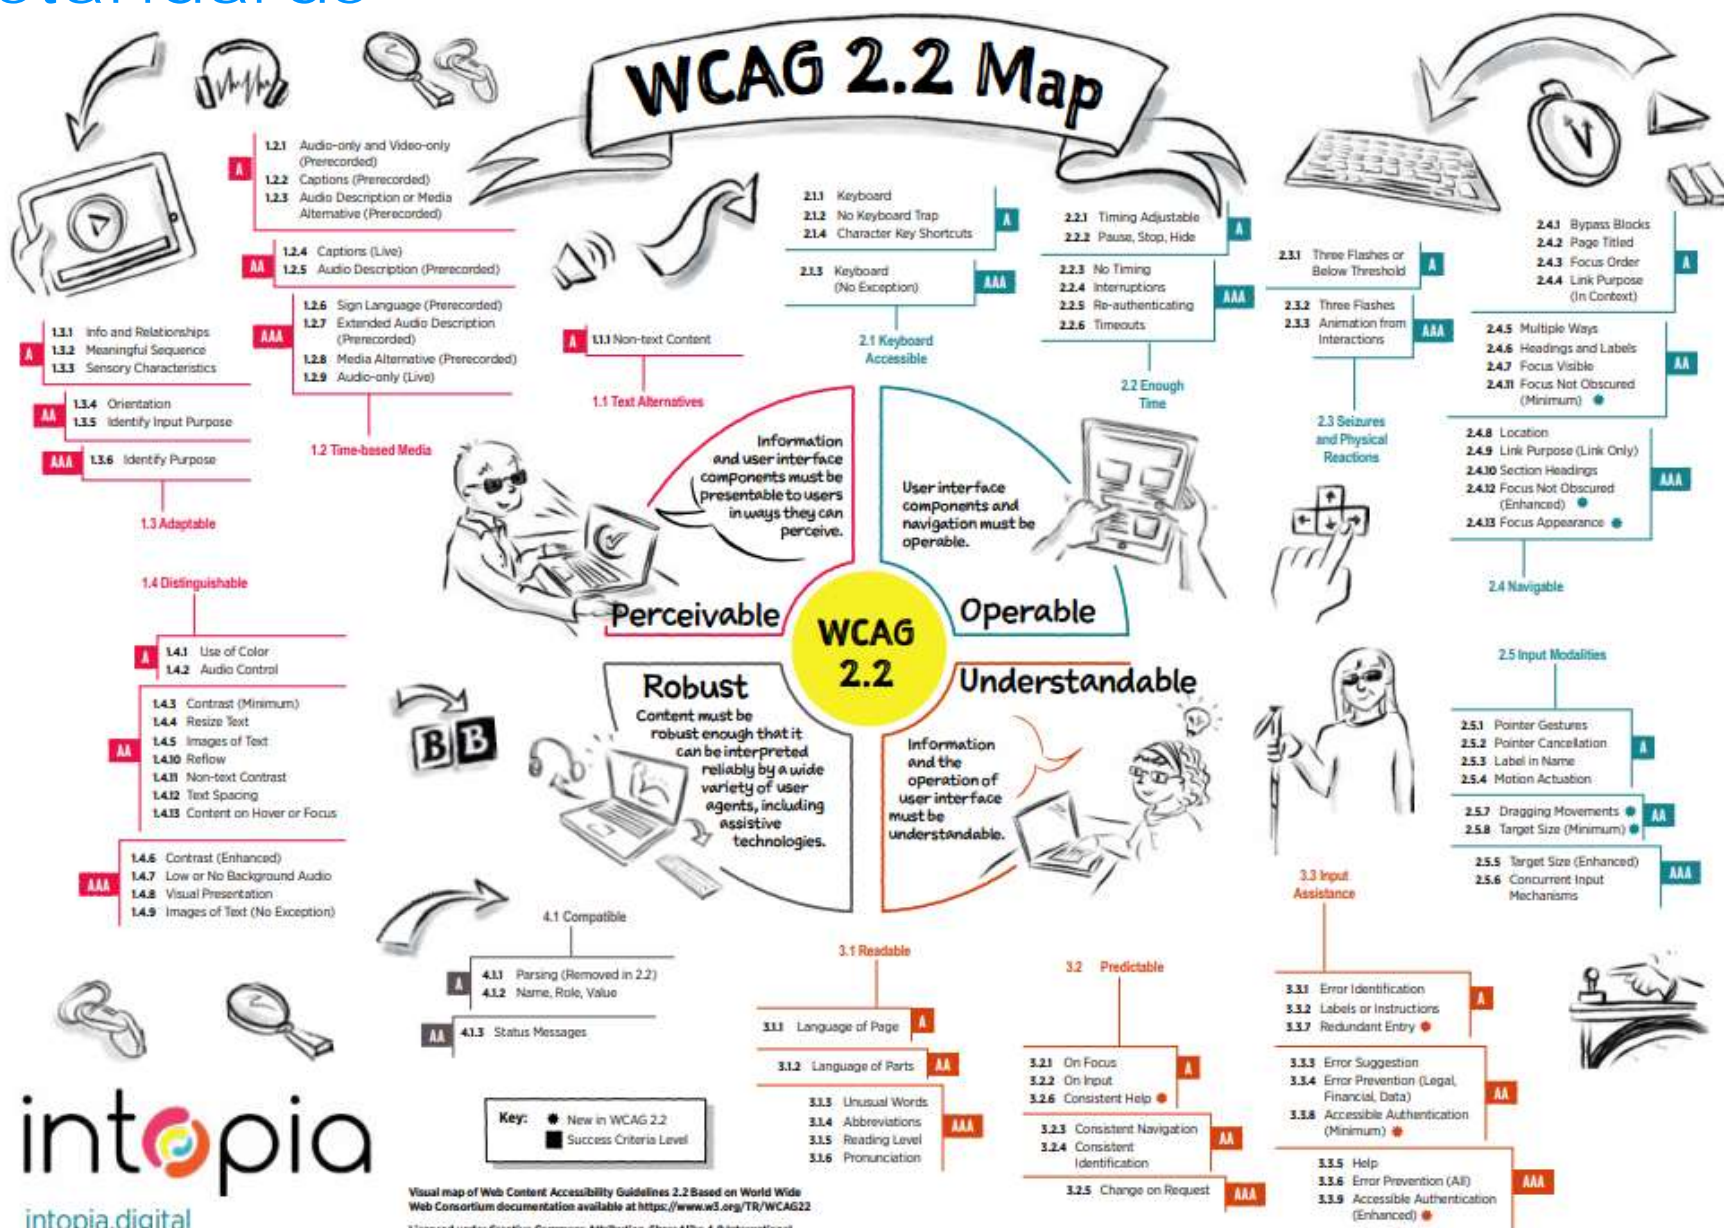 WCAG 2.2 Map
1.2.1 Audio-only and Video-only
(Prerecorded)
1.2.2 Captions (Prerecorded)
1.2.3 Audio Description or Media
Alternative (Prerecorded)
A
1.2.4 Captions (Live)
1.2.5 Audio Description (Prerecorded)
AA
1.2.6 Sign Language (Prerecorded)
1.2.7 Extended Audio Description
(Prerecorded)
1.2.8 Media Alternative (Prerecorded)
1.2.9 Audio-only (Live)
AAA
1.2 Time-based Media
1.3.1 Info and Relationships
1.3.2 Meaningful Sequence
1.3.3 Sensory Characteristics
A
1.3.4 Orientation
1.3.5 Identify Input Purpose
AA
1.3.6 Identify Purpose
AAA
1.3 Adaptable
A
1.1.1 Non-text Content
1.1 Text Alternatives
2.1.1 Keyboard
2.1.2 No Keyboard Trap
2.1.4 Character Key Shortcuts
A
2.1.3 Keyboard
(No Exception)
AAA
2.1 Keyboard
Accessible
2.2.1 Timing Adjustable
2.2.2 Pause, Stop, Hide
A
2.2.3 No Timing
2.2.4 Interruptions
2.2.5 Re-authenticating
2.2.6 Timeouts
AAA
2.2 Enough
Time
2.3.1 Three Flashes or
Below Threshold
A
2.3.2 Three Flashes
2.3.3 Animation from
Interactions
AAA
2.3 Seizures
and Physical
Reactions
2.4.1 Bypass Blocks
2.4.2 Page Titled
2.4.3 Focus Order
2.4.4 Link Purpose
(In Context)
A
2.4.5 Multiple Ways
2.4.6 Headings and Labels
2.4.7 Focus Visible
2.4.11 Focus Not Obscured
(Minimum)
AA
2.4.8 Location
2.4.9 Link Purpose (Link Only)
2.4.10 Section Headings
2.4.12 Focus Not Obscured
(Enhanced)
2.4.13 Focus Appearance
AAA
2.4 Navigable
Information
and user interface
components must be
presentable to users
in ways they can
perceive.
Perceivable
User interface
components and
navigation must be
operable.
Operable
WCAG
2.2
Robust
Content must be
robust enough that it
can be interpreted
reliably by a wide
variety of user
agents, including
assistive
technologies.
Understandable
Information
and the
operation of
user interface
must be
understandable.
1.4 Distinguishable
1.4.1 Use of Color
1.4.2 Audio Control
A
1.4.3 Contrast (Minimum)
1.4.4 Resize Text
1.4.5 Images of Text
1.4.10 Reflow
1.4.11 Non-text Contrast
1.4.12 Text Spacing
1.4.13 Content on Hover or Focus
AA
1.4.6 Contrast (Enhanced)
1.4.7 Low or No Background Audio
1.4.8 Visual Presentation
1.4.9 Images of Text (No Exception)
AAA
B B
2.5 Input Modalities
2.5.1 Pointer Gestures
2.5.2 Pointer Cancellation
2.5.3 Label in Name
2.5.4 Motion Actuation
A
2.5.7 Dragging Movements
2.5.8 Target Size (Minimum)
AA
2.5.5 Target Size (Enhanced)
2.5.6 Concurrent Input
Mechanisms
AAA
4.1 Compatible
4.1.1 Parsing (Removed in 2.2)
4.1.2 Name, Role, Value
A
4.1.3 Status Messages
AA
3.1 Readable
3.1.1 Language of Page
A
3.1.2 Language of Parts
AA
3.1.3 Unusual Words
3.1.4 Abbreviations
3.1.5 Reading Level
3.1.6 Pronunciation
AAA
3.2 Predictable
3.2.1 On Focus
3.2.2 On Input
3.2.6 Consistent Help
A
3.2.3 Consistent Navigation
3.2.4 Consistent
Identification
AA
3.2.5 Change on Request
AAA
3.3 Input
Assistance
3.3.1 Error Identification
3.3.2 Labels or Instructions
3.3.7 Redundant Entry
A
3.3.3 Error Suggestion
3.3.4 Error Prevention (Legal,
Financial, Data)
3.3.8 Accessible Authentication
(Minimum)
AA
3.3.5 Help
3.3.6 Error Prevention (All)
3.3.9 Accessible Authentication
(Enhanced)
AAA
Key:
New in WCAG 2.2
Success Criteria Level
intopia
intopia.digital
Visual map of Web Content Accessibility Guidelines 2.2 Based on World Wide
Web Consortium documentation available at https://www.w3.org/TR/WCAG22